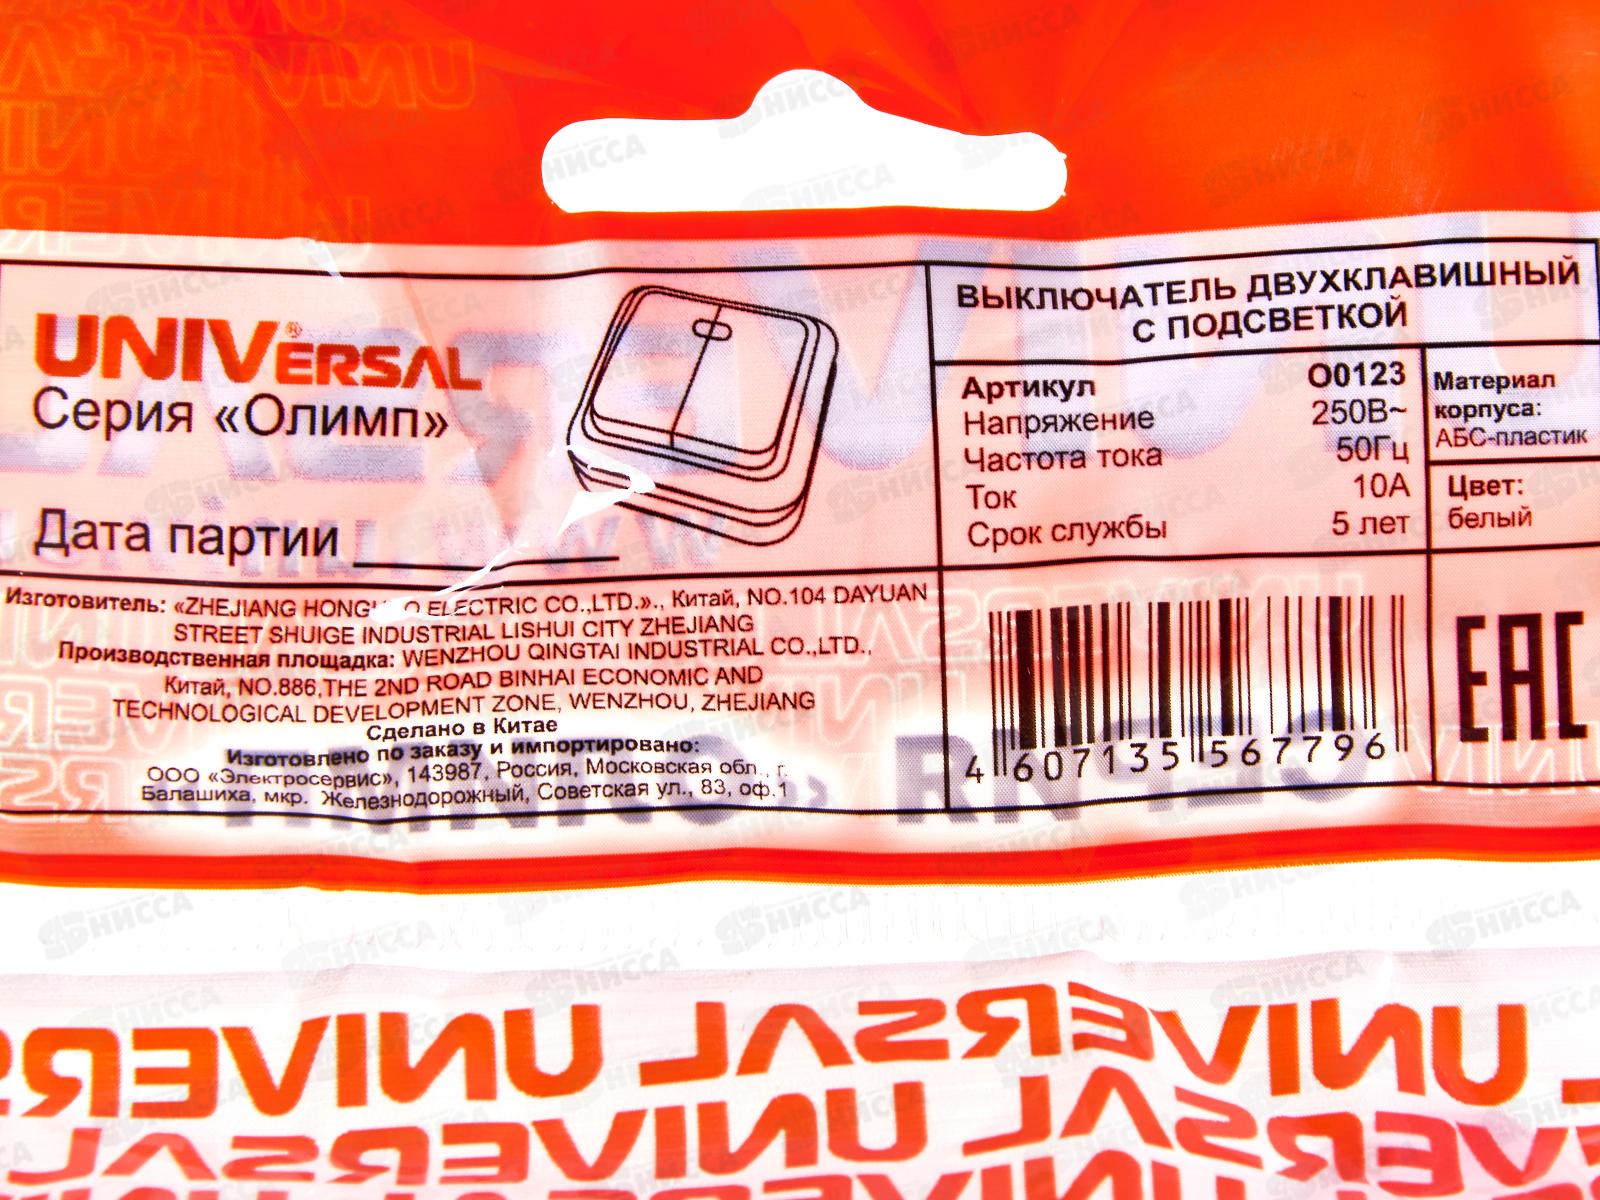 UNIVERSAL®
Серия «Олимп»
Дата партии
ВЫКЛЮЧАТЕЛЬ ДВУХКЛАВИШНЫЙ
С ПОДСВЕТКОЙ
Артикул O0123
Напряжение 250В~
Частота тока 50Гц
Ток 10А
Срок службы 5 лет
Материал
корпуса:
АБС-пластик
Цвет:
белый
Изготовитель: «ZHEJIANG ELECTRIC CO.,LTD.»., Китай, NO.104 DAYUAN
STREET SHUIGE INDUSTRIAL LISHUI CITY ZHEJIANG
Производственная площадка: WENZHOU QINGTAI INDUSTRIAL CO.,LTD.,
Китай, NO.886,THE 2ND ROAD BINHAI ECONOMIC AND
TECHNOLOGICAL DEVELOPMENT ZONE, WENZHOU, ZHEJIANG
Сделано в Китае
Изготовлено по заказу и импортировано:
ООО «Электросервис», 143987, Россия, Московская обл., г.
Балашиха, мкр. Железнодорожный, Советская ул., 83, оф.1
4 607135 567796
EAC
UNIVERSAL UNIVERSAL
UNIVERSAL UNIVERSAL